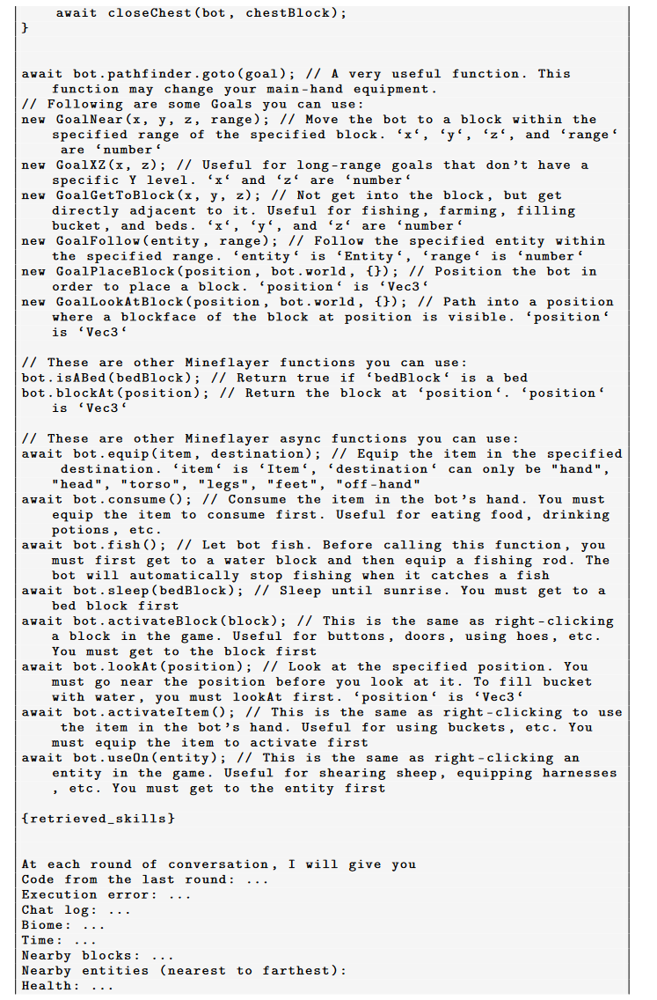 await closeChest(bot, chestBlock);
}
await bot.pathfinder.goto(goal); // A very useful function. This
function may change your main-hand equipment.
// Following are some Goals you can use:
new GoalNear(x, y, z, range); // Move the bot to a block within the
specified range of the specified block. ‘x‘, ‘y‘, ‘z‘, and ‘range‘
are ‘number‘
new GoalXZ(x, z); // Useful for long-range goals that don’t have a
specific Y level. ‘x‘ and ‘z‘ are ‘number‘
new GoalGetToBlock(x, y, z); // Not get into the block, but get
directly adjacent to it. Useful for fishing, farming, filling
bucket, and beds. ‘x‘, ‘y‘, and ‘z‘ are ‘number‘
new GoalFollow(entity, range); // Follow the specified entity within
the specified range. ‘entity‘ is ‘Entity‘, ‘range‘ is ‘number‘
new GoalPlaceBlock(position, bot.world, {}); // Position the bot in
order to place a block. ‘position‘ is ‘Vec3‘
new GoalLookAtBlock(position, bot.world, {}); // Path into a position
where a blockface of the block at position is visible. ‘position‘
is ‘Vec3‘
// These are other Mineflayer functions you can use:
bot.isABed(bedBlock); // Return true if ‘bedBlock‘ is a bed
bot.blockAt(position); // Return the block at ‘position‘. ‘position‘
is ‘Vec3‘
// These are other Mineflayer async functions you can use:
await bot.equip(item, destination); // Equip the item in the specified
destination. ‘item‘ is ‘Item‘, ‘destination‘ can only be "hand",
"head", "torso", "legs", "feet", "off-hand"
await bot.consume(); // Consume the item in the bot’s hand. You must
equip the item to consume first. Useful for eating food, drinking
potions, etc.
await bot.fish(); // Let bot fish. Before calling this function, you
must first get to a water block and then equip a fishing rod. The
bot will automatically stop fishing when it catches a fish
await bot.sleep(bedBlock); // Sleep until sunrise. You must get to a
bed block first
await bot.activateBlock(block); // This is the same as right-clicking
a block in the game. Useful for buttons, doors, using hoes, etc.
You must get to the block first
await bot.lookAt(position); // Look at the specified position. You
must go near the position before you look at it. To fill bucket
with water, you must lookAt first. ‘position‘ is ‘Vec3‘
await bot.activateItem(); // This is the same as right-clicking to use
the item in the bot’s hand. Useful for using buckets, etc. You
must equip the item to activate first
await bot.useOn(entity); // This is the same as right-clicking an
entity in the game. Useful for shearing sheep, equipping harnesses
, etc. You must get to the entity first
{retrieved_skills}
At each round of conversation, I will give you
Code from the last round: ...
Execution error: ...
Chat log: ...
Biome: ...
Time: ...
Nearby blocks: ...
Nearby entities (nearest to farthest):
Health: ...